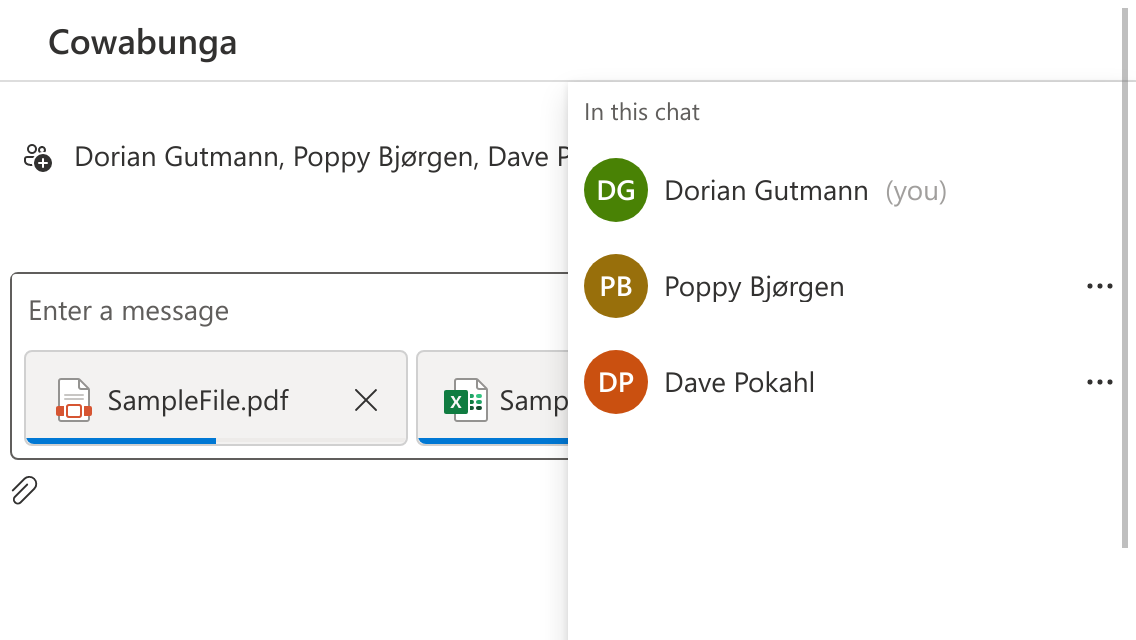 Cowabunga
Dorian Gutmann, Poppy Bjørgen, Dave P
Enter a message
SampleFile.pdf
X Samp
In this chat
DG Dorian Gutmann (you)
PB Poppy Bjørgen
DP Dave Pokahl